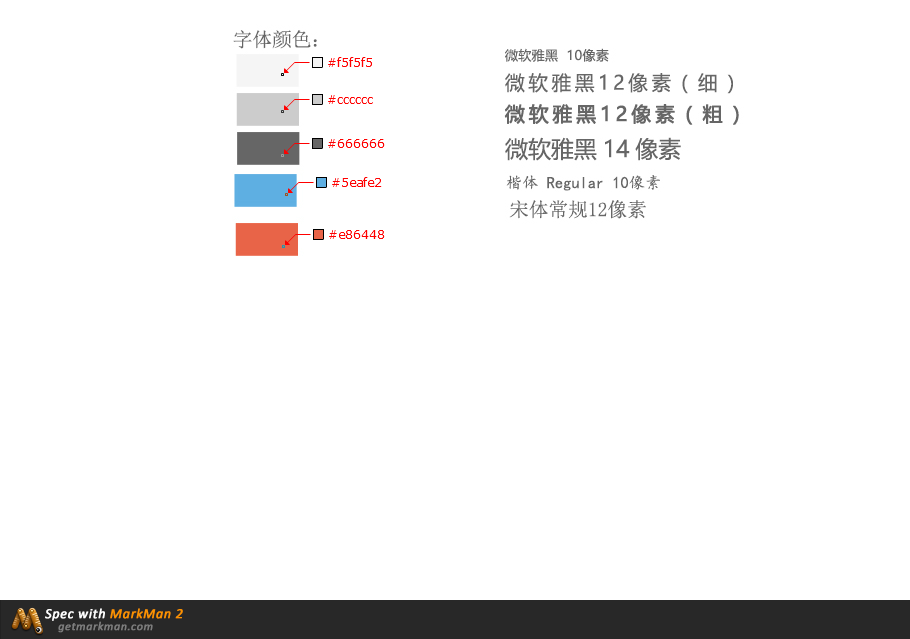 字体颜色：
#f5f5f5
#cccccc
#666666
#5eafe2
#e86448
微软雅黑 10像素
微软雅黑12像素（细）
微软雅黑12像素（粗）
微软雅黑 14 像素
楷体 Regular 10像素
宋体常规12像素
Spec with MarkMan 2
getmarkman.com